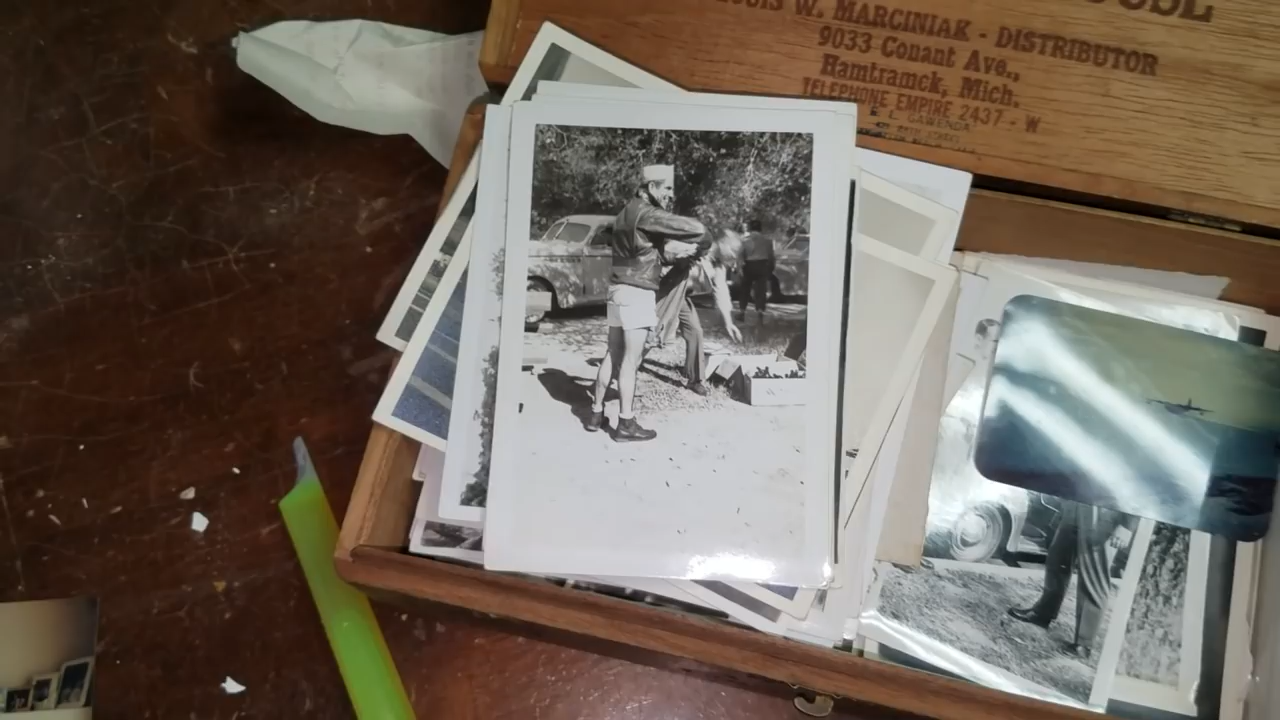 W. MARCINIAK - DISTRIBUTOR
9033 Conant Ave.,
Hamtramck, Mich.
TELEPHONE EMPIRE 2437 - W